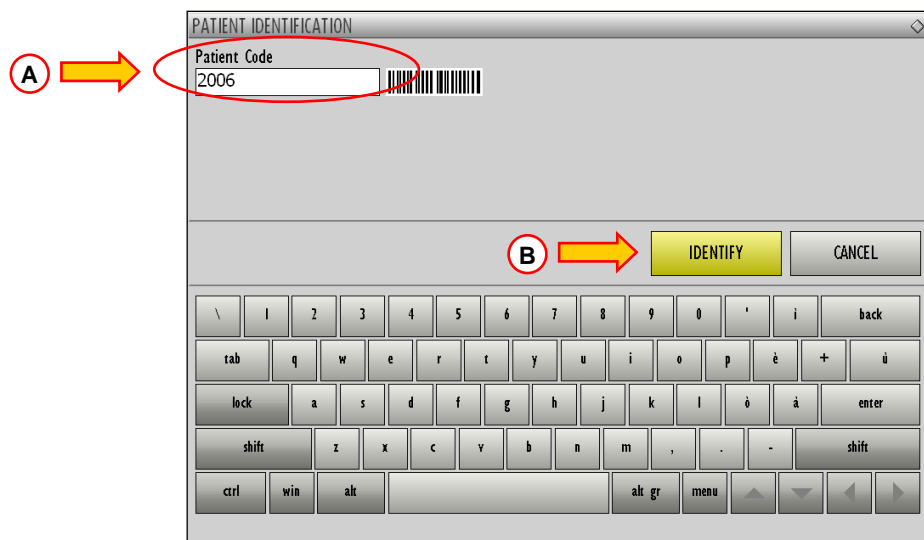 PATIENT IDENTIFICATION
Patient Code
A
2006
B
IDENTIFY CANCEL
\ 1 2 3 4 5 6 7 8 9 0 ' ì back
tab q w e r t y u i o p è + ù
lock a s d f g h j k l ò à enter
shift z x c v b n m , . - shift
ctrl win alt alt gr menu